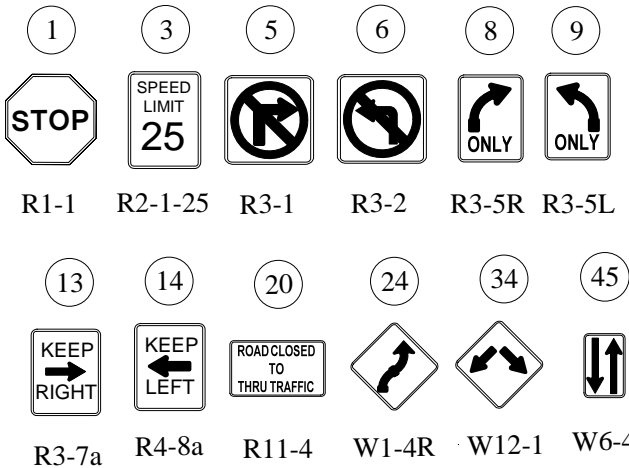 1 3 5 6 8 9
STOP
SPEED
LIMIT
25
ONLY
ONLY
R1-1 R2-1-25 R3-1 R3-2 R3-5R R3-5L
13 14 20 24 34 45
KEEP
RIGHT
KEEP
LEFT
ROAD CLOSED
TO
THRU TRAFFIC
R3-7a R4-8a R11-4 W1-4R W12-1 W6-4